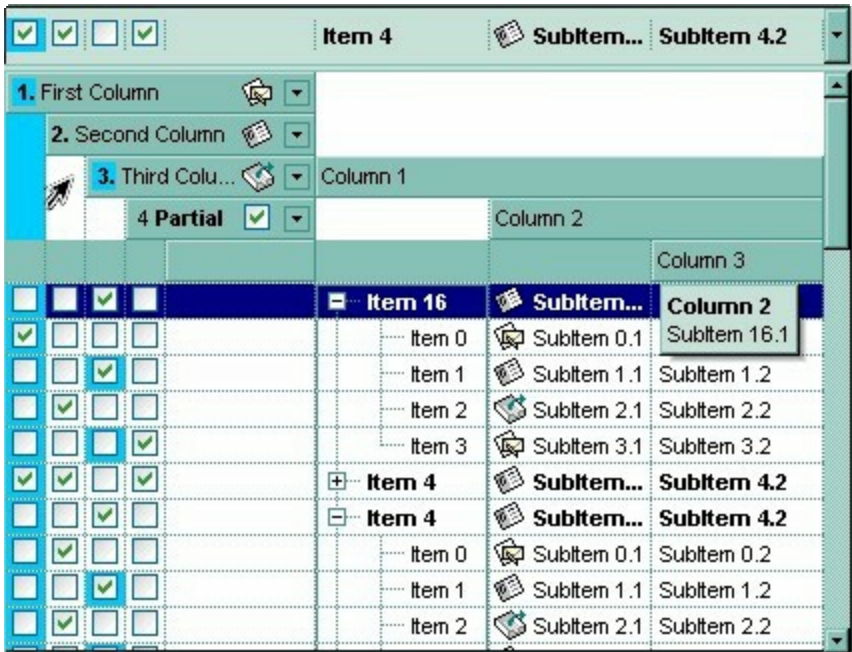 Item 4 SubItem... SubItem 4.2
1. First Column
2. Second Column
3. Third Colu... Column 1
4 Partial Column 2
Column 3
Item 16 SubItem...
Column 2
SubItem 16.1
Item 0 SubItem 0.1
Item 1 SubItem 1.1 SubItem 1.2
Item 2 SubItem 2.1 SubItem 2.2
Item 3 SubItem 3.1 SubItem 3.2
Item 4 SubItem... SubItem 4.2
Item 4 SubItem... SubItem 4.2
Item 0 SubItem 0.1 SubItem 0.2
Item 1 SubItem 1.1 SubItem 1.2
Item 2 SubItem 2.1 SubItem 2.2